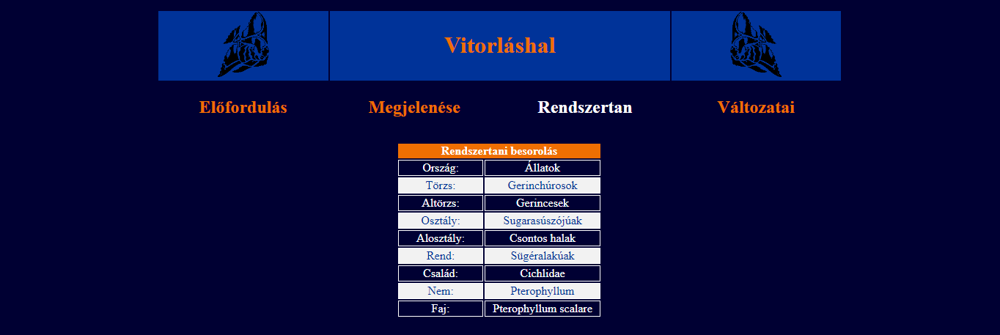 Vitorláshal
Előfordulás Megjelenése Rendszertan Változatai
Rendszertani besorolás
Ország: Állatok
Törzs: Gerinchúrosok
Altörzs: Gerincesek
Osztály: Sugarasúszójúak
Alosztály: Csontos halak
Rend: Sügéralakúak
Család: Cichlidae
Nem: Pterophyllum
Faj: Pterophyllum scalare